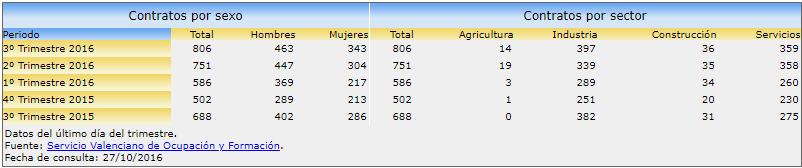 Contratos por sexo Contratos por sector
Periodo Total Hombres Mujeres Total Agricultura Industria Construcción Servicios
3º Trimestre 2016 806 463 343 806 14 397 36 359
2º Trimestre 2016 751 447 304 751 19 339 35 358
1º Trimestre 2016 586 369 217 586 3 289 34 260
4º Trimestre 2015 502 289 213 502 1 251 20 230
3º Trimestre 2015 688 402 286 688 0 382 31 275
Datos del último día del trimestre.
Fuente: Servicio Valenciano de Ocupación y Formación.
Fecha de consulta: 27/10/2016